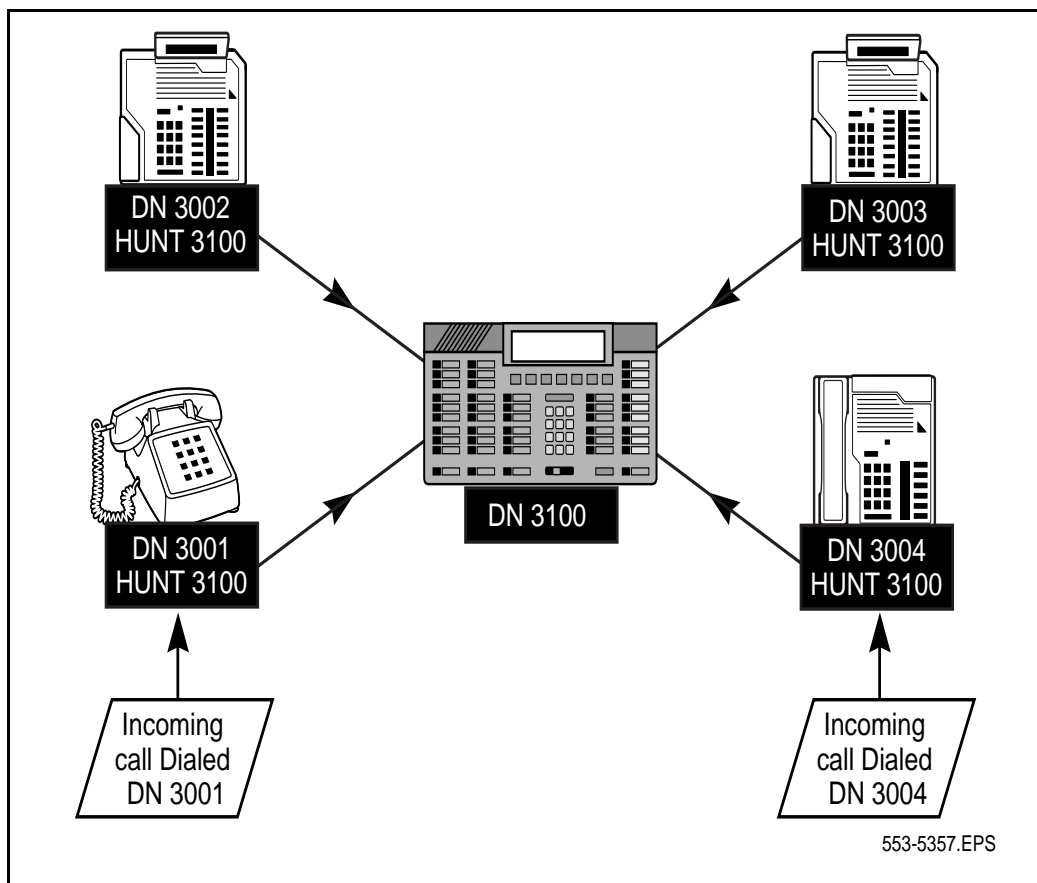 DN 3002
HUNT 3100
DN 3003
HUNT 3100
DN 3100
DN 3001
HUNT 3100
DN 3004
HUNT 3100
Incoming
call Dialed
DN 3001
Incoming
call Dialed
DN 3004
553-5357.EPS